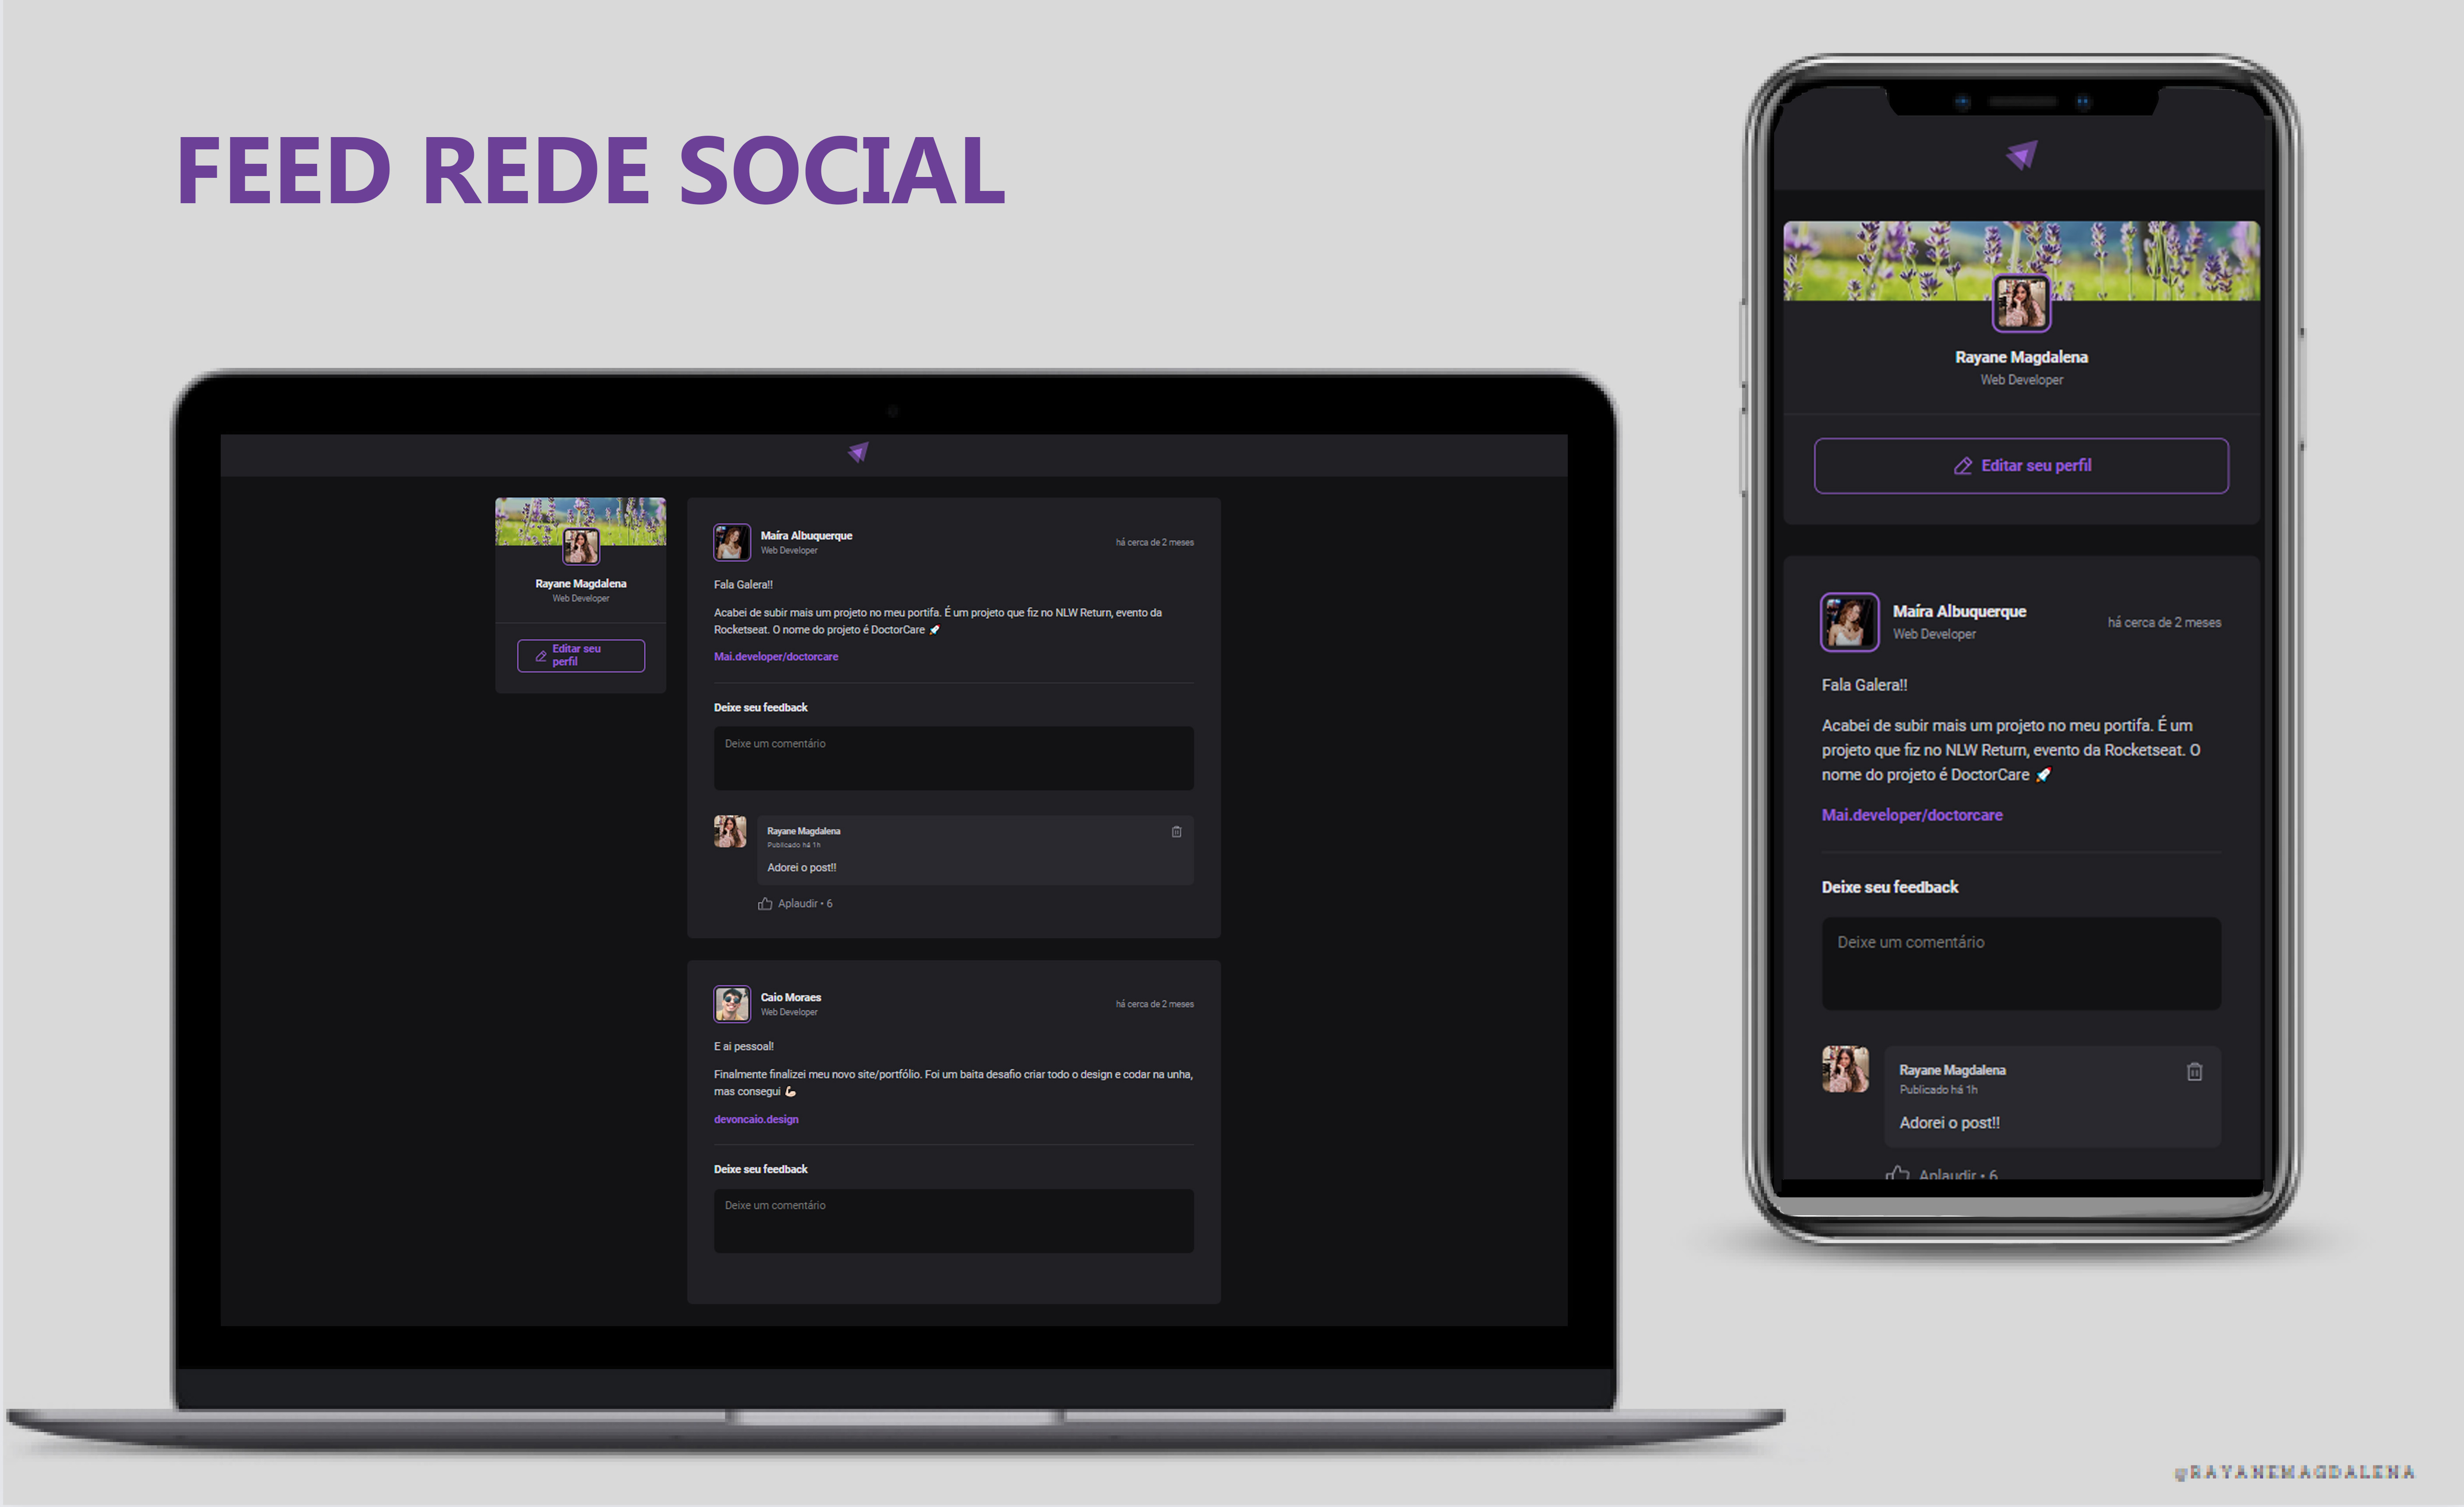 FEED REDE SOCIAL
Rayane Magdalena
Web Developer
Editar seu
perfil
Maíra Albuquerque
Web Developer
há cerca de 2 meses
Fala Galera!!
Acabei de subir mais um projeto no meu portifa. É um projeto que fiz no NLW Return, evento da
Rocketseat. O nome do projeto é DoctorCare 🚀
Mai.developer/doctorcare
Deixe seu feedback
Deixe um comentário
Rayane Magdalena
Publicado há 1h
Adorei o post!!
Aplaudir • 6
Caio Moraes
Web Developer
há cerca de 2 meses
E ai pessoal!
Finalmente finalizei meu novo site/portfólio. Foi um baita desafio criar todo o design e codar na unha,
mas consegui 💪🏻
devoncaio.design
Deixe seu feedback
Deixe um comentário
Rayane Magdalena
Web Developer
Editar seu perfil
Maíra Albuquerque
Web Developer
há cerca de 2 meses
Fala Galera!!
Acabei de subir mais um projeto no meu portifa. É um
projeto que fiz no NLW Return, evento da Rocketseat. O
nome do projeto é DoctorCare 🚀
Mai.developer/doctorcare
Deixe seu feedback
Deixe um comentário
Rayane Magdalena
Publicado há 1h
Adorei o post!!
Aplaudir • 6
@RAYANEMAGDALENA